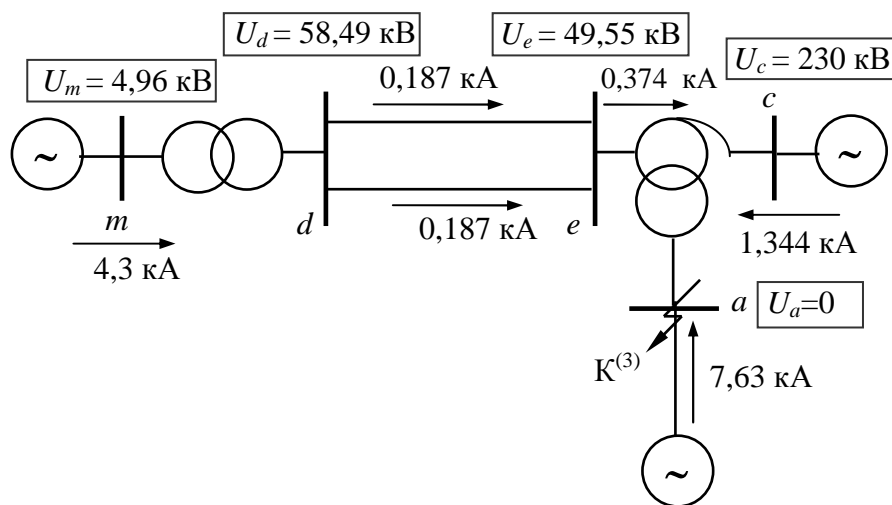 U_d = 58,49 кВ
U_e = 49,55 кВ
U_c = 230 кВ
U_m = 4,96 кВ
0,187 кА
0,374 кА
c
~
~
m
d
0,187 кА
e
4,3 кА
1,344 кА
a
U_a=0
К^(3)
7,63 кА
~